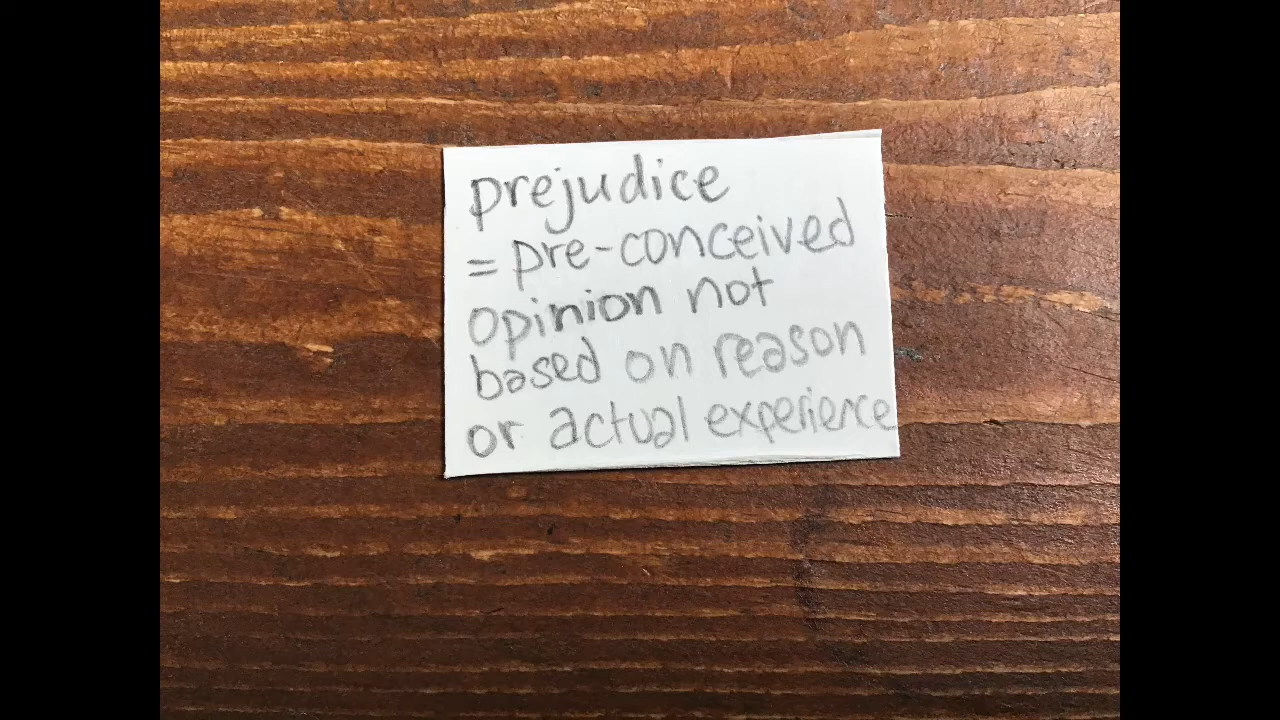 prejudice
= pre-conceived
opinion not
based on reason
or actual experience